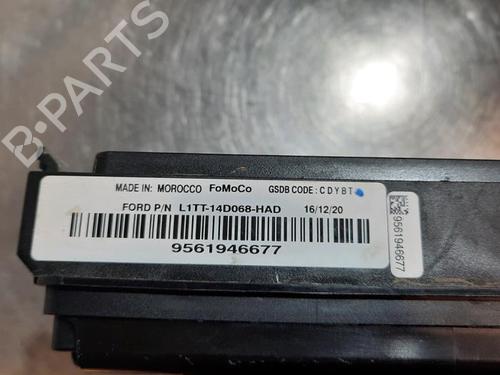 B-PARTS
MADE IN: MOROCCO FoMoCo GSDB CODE: CDYBT
FORD P/N L1TT-14D068-HAD 16/12/20
9561946677
9561946677